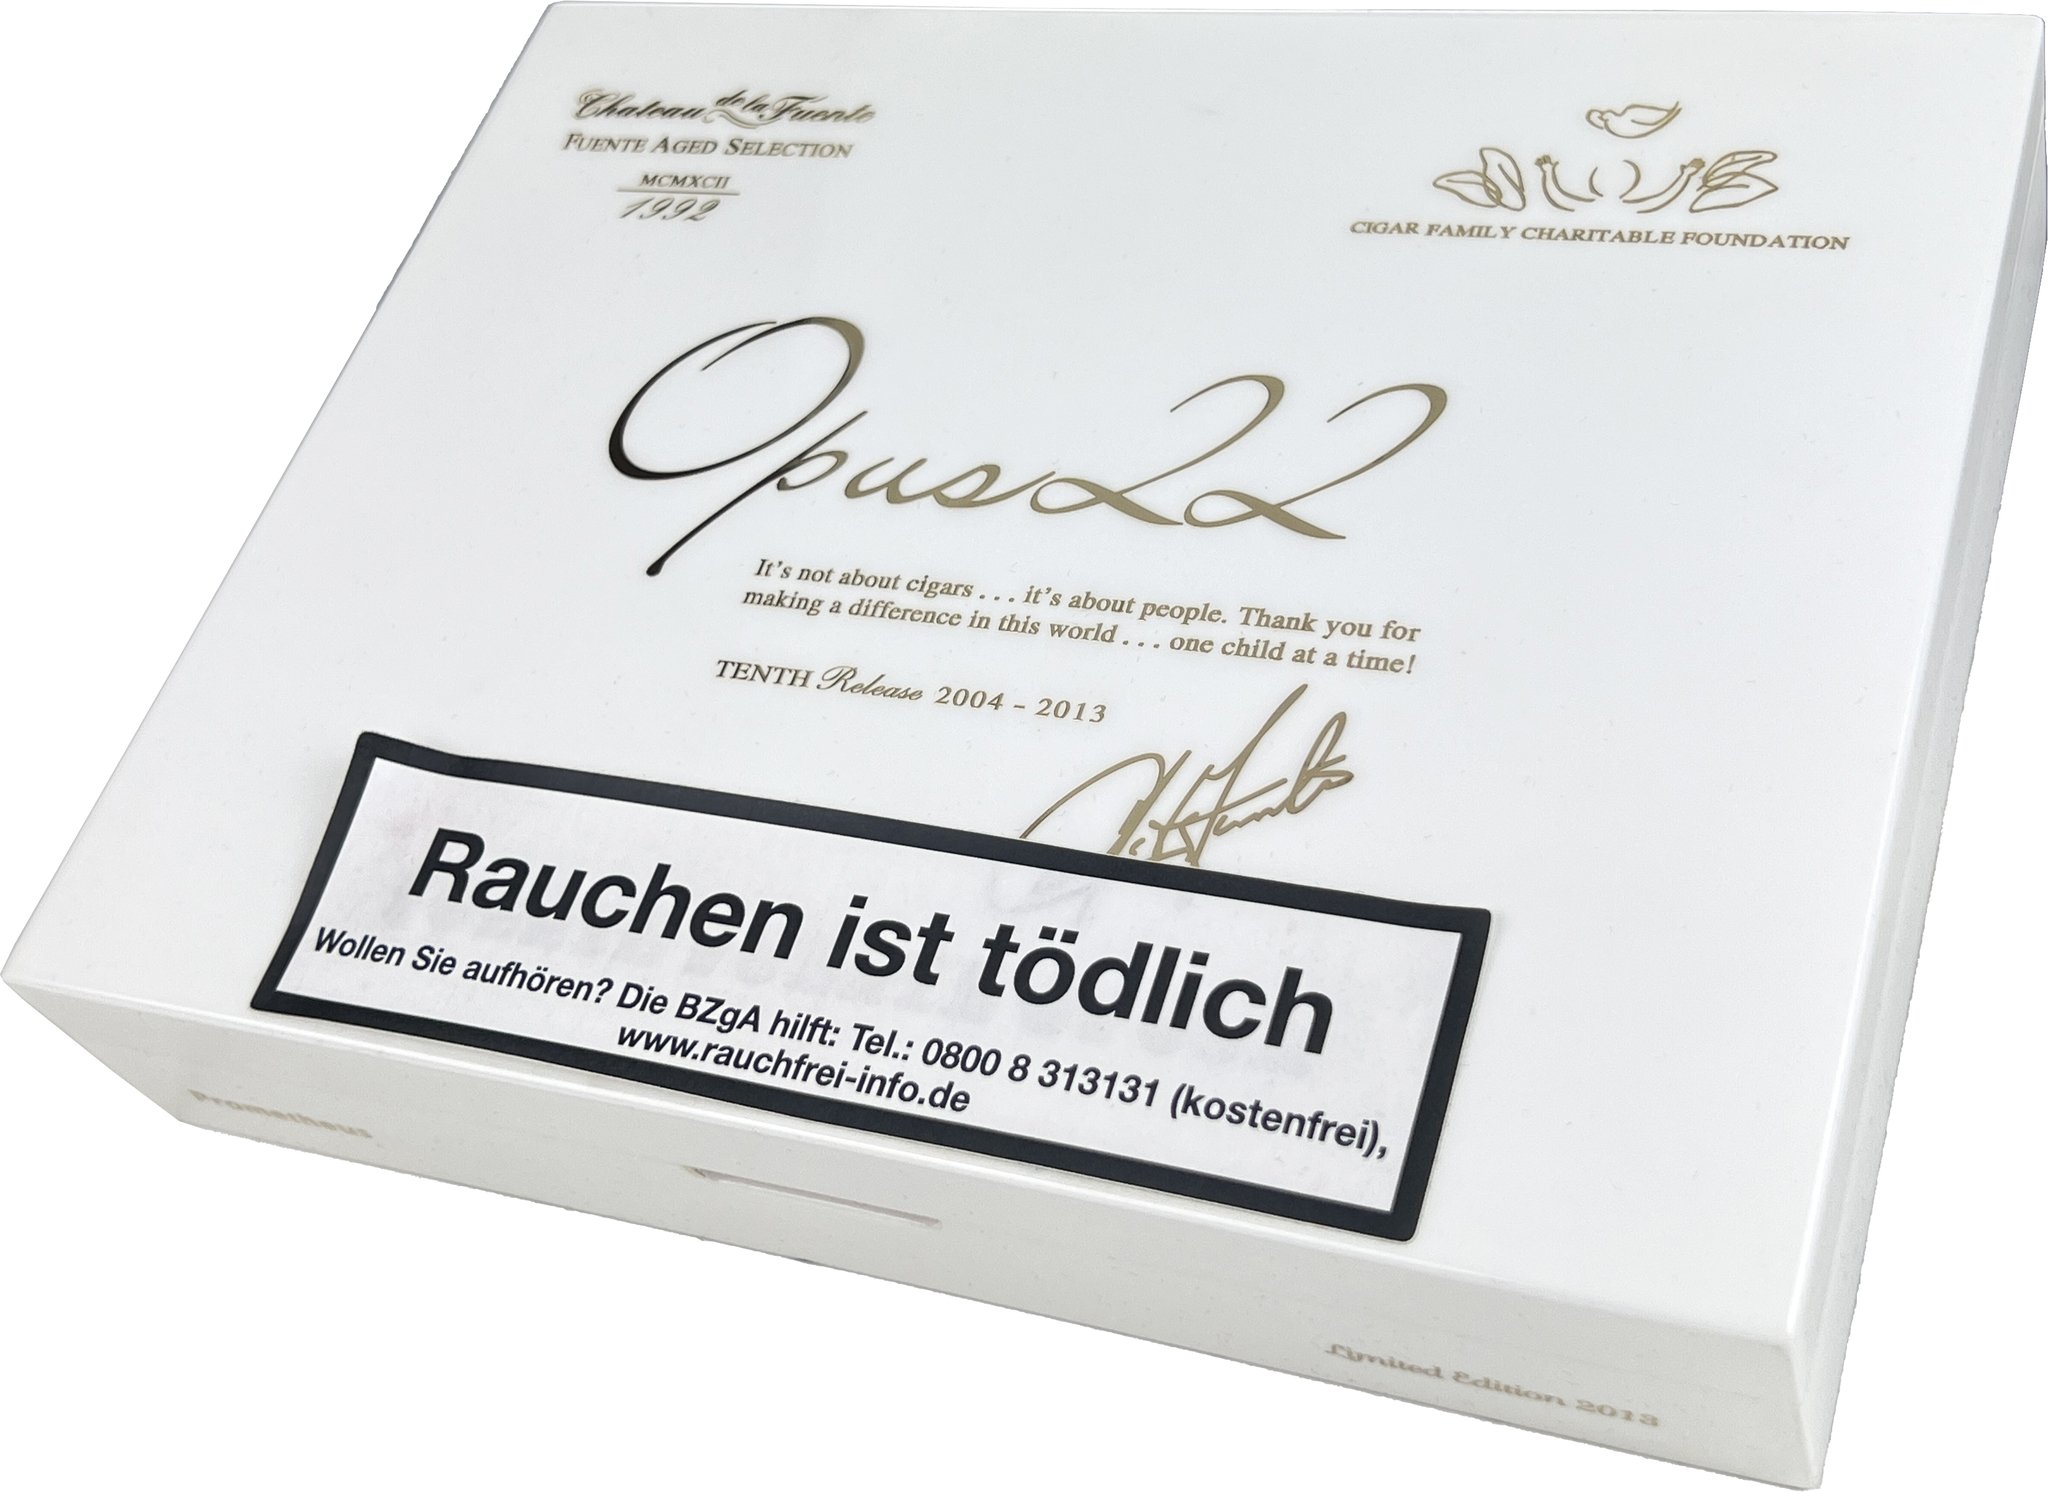 Chateau de la Fuente
FUENTE AGED SELECTION
MCMXCII
1992
CIGAR FAMILY CHARITABLE FOUNDATION
Opus22
It's not about cigars . . . it's about people. Thank you for
making a difference in this world . . . one child at a time!
TENTH Release 2004 - 2013
Rauchen ist tödlich
Wollen Sie aufhören? Die BZgA hilft: Tel.: 0800 8 313131 (kostenfrei),
www.rauchfrei-info.de
Prometheus
Limited Edition 2013